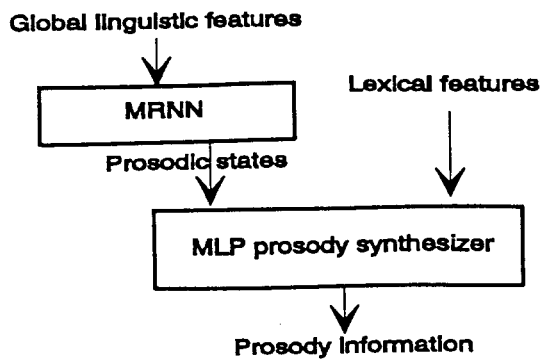 Global linguistic features
MRNN
Lexical features
Prosodic states
MLP prosody synthesizer
Prosody information